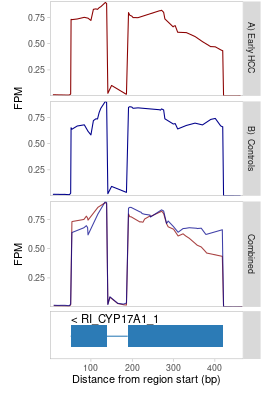 0.75
0.50
0.25
FPM
A) Early HCC
0.75
0.50
0.25
B) Controls
0.75
0.50
0.25
FPM
Combined
< RI_CYP17A1_1
100
200
300
400
Distance from region start (bp)